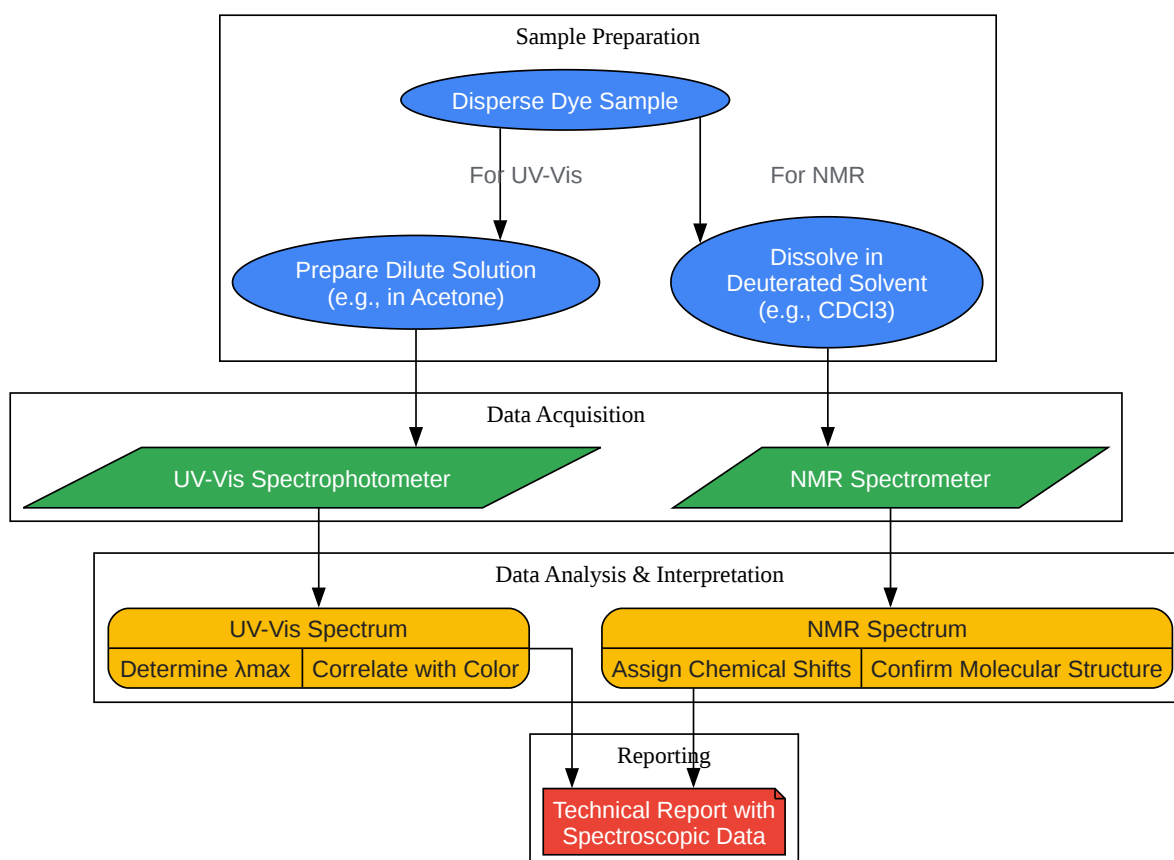 Sample Preparation
Disperse Dye Sample
For UV-Vis
For NMR
Prepare Dilute Solution
(e.g., in Acetone)
Dissolve in
Deuterated Solvent
(e.g., CDCl3)
Data Acquisition
UV-Vis Spectrophotometer
NMR Spectrometer
Data Analysis & Interpretation
UV-Vis Spectrum
Determine λmax
Correlate with Color
NMR Spectrum
Assign Chemical Shifts
Confirm Molecular Structure
Reporting
Technical Report with
Spectroscopic Data